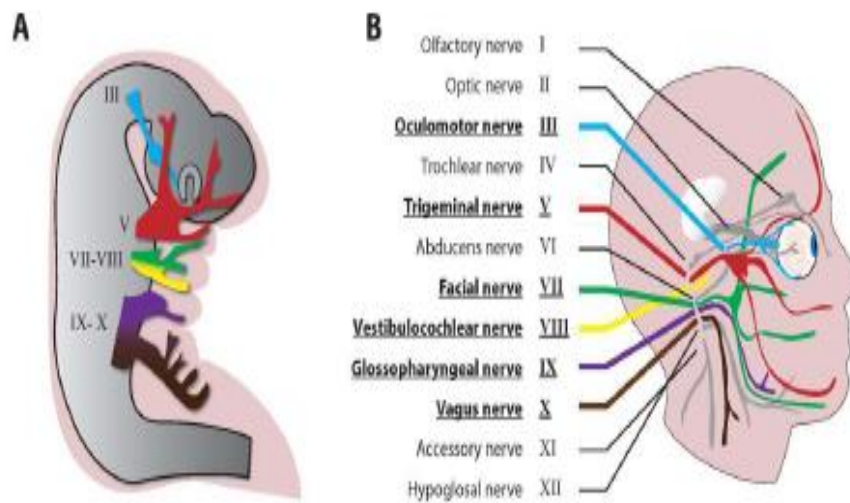 A
III
V
VII-VIII
IX- X
B
Olfactory nerve I
Optic nerve II
Oculomotor nerve III
Trochlear nerve IV
Trigeminal nerve V
Abducens nerve VI
Facial nerve VII
Vestibulocochlear nerve VIII
Glossopharyngeal nerve IX
Vagus nerve X
Accessory nerve XI
Hypoglosal nerve XII